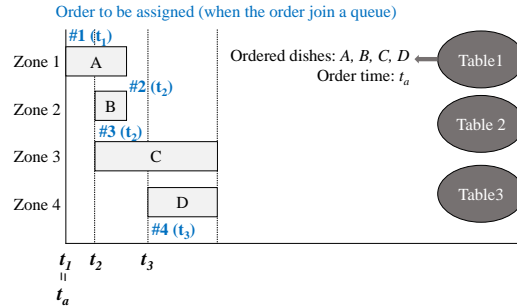 Order to be assigned (when the order join a queue)
#1 (t1)
Zone 1
A
Ordered dishes: A, B, C, D
Order time: ta
Table1
#2 (t2)
Zone 2
B
Table 2
#3 (t2)
Zone 3
C
Table3
Zone 4
D
#4 (t3)
t1
t2
t3
=
ta